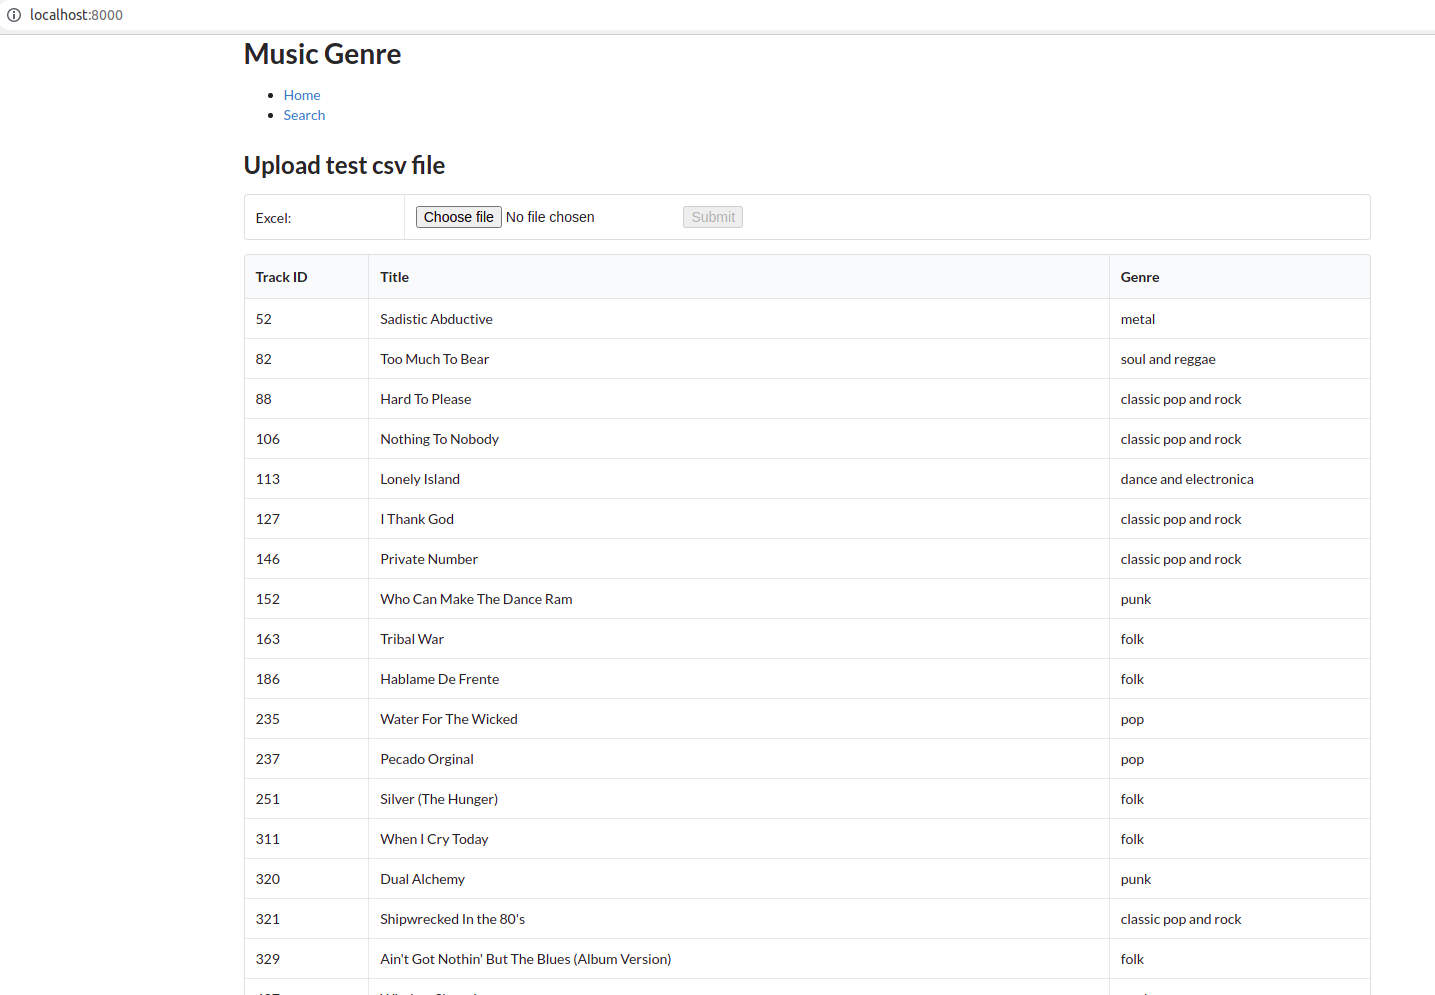 localhost:8000
Music Genre
Home
Search
Upload test csv file
Excel: Choose file No file chosen Submit
Track ID Title Genre
52 Sadistic Abductive metal
82 Too Much To Bear soul and reggae
88 Hard To Please classic pop and rock
106 Nothing To Nobody classic pop and rock
113 Lonely Island dance and electronica
127 I Thank God classic pop and rock
146 Private Number classic pop and rock
152 Who Can Make The Dance Ram punk
163 Tribal War folk
186 Hablame De Frente folk
235 Water For The Wicked pop
237 Pecado Orginal pop
251 Silver (The Hunger) folk
311 When I Cry Today folk
320 Dual Alchemy punk
321 Shipwrecked In the 80's classic pop and rock
329 Ain't Got Nothin' But The Blues (Album Version) folk